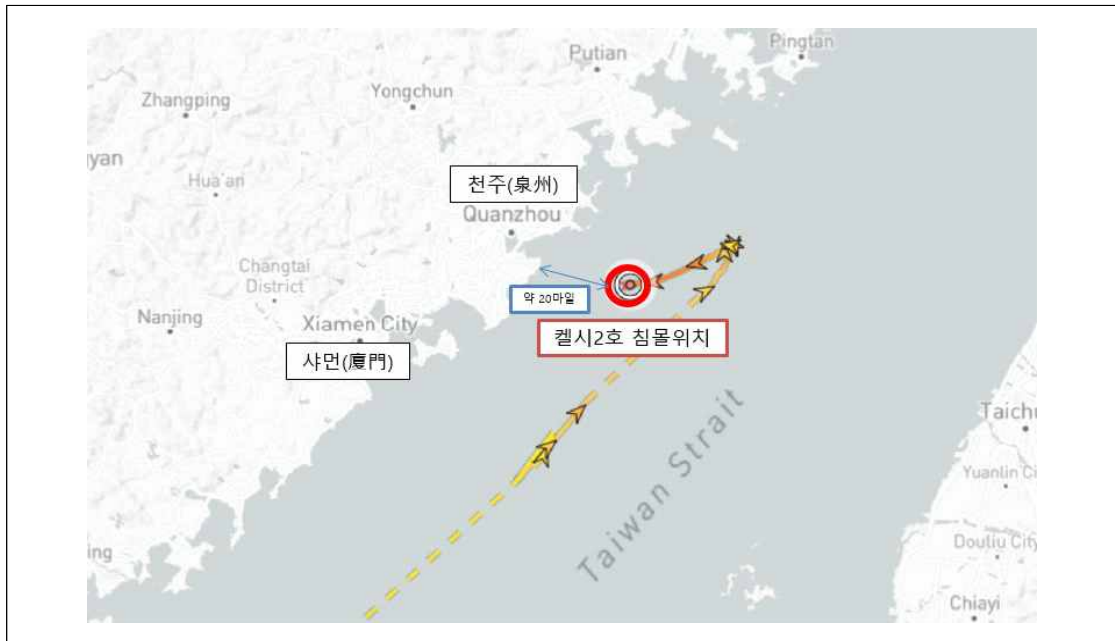 Pingtan
Putian
Zhangping
Yongchun
yan
Hua'an
천주(泉州)
Quanzhou
Changtai
District
약 20마일
Nanjing
Xiamen City
켈시2호 침몰위치
샤먼(廈門)
Taiwan Strait
Taichu
Yuanlin Ci
Douliu City
ing
Chiayi